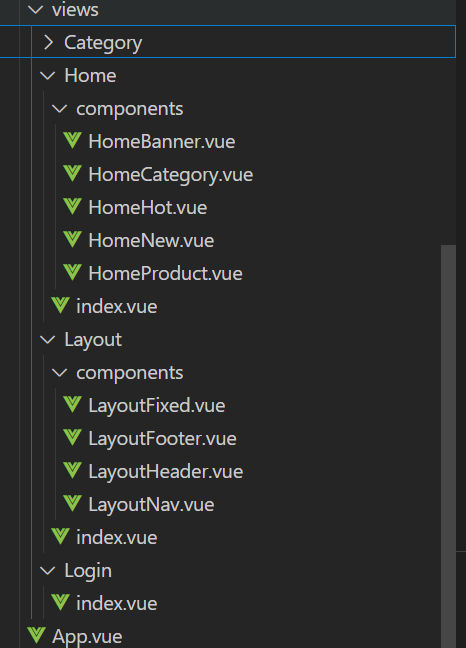 views
Category
Home
components
HomeBanner.vue
HomeCategory.vue
HomeHot.vue
HomeNew.vue
HomeProduct.vue
index.vue
Layout
components
LayoutFixed.vue
LayoutFooter.vue
LayoutHeader.vue
LayoutNav.vue
index.vue
Login
index.vue
App.vue